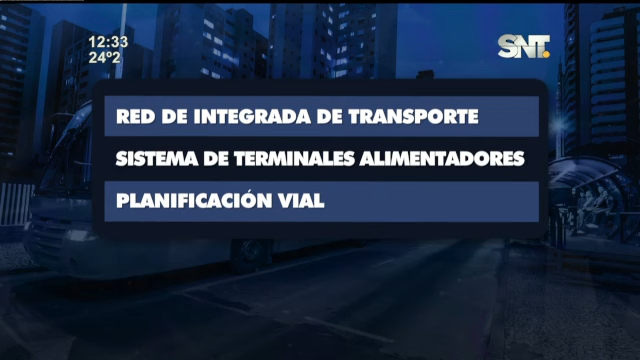 12:33
24°2
SNT.
RED DE INTEGRADA DE TRANSPORTE
SISTEMA DE TERMINALES ALIMENTADORES
PLANIFICACIÓN VIAL